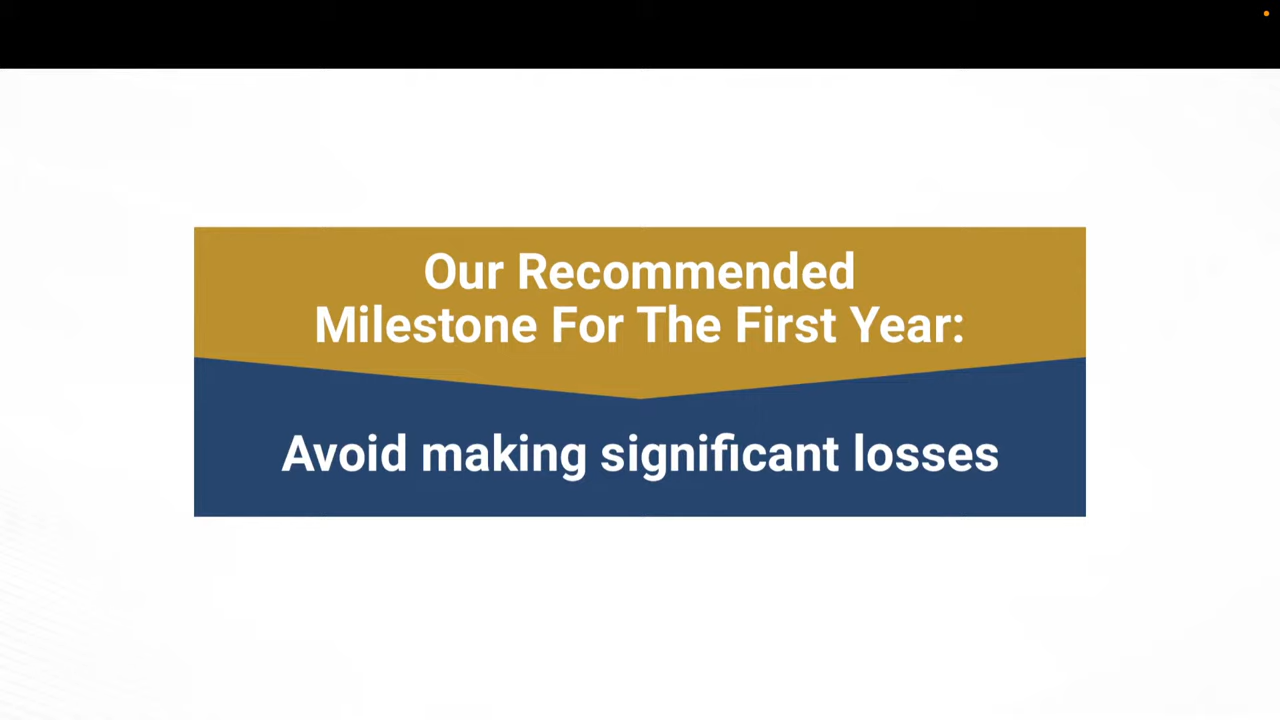 Our Recommended
Milestone For The First Year:
Avoid making significant losses